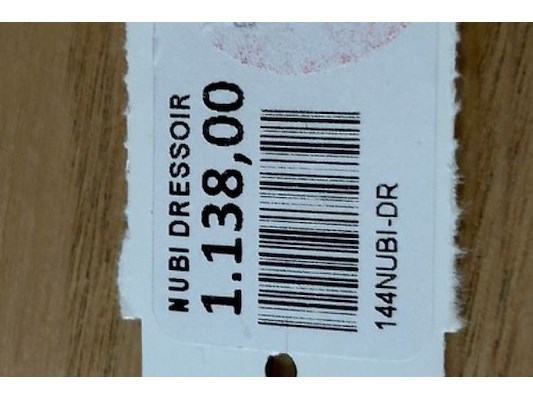 NUBI DRESSOIR
1.138,00
144NUBI-DR